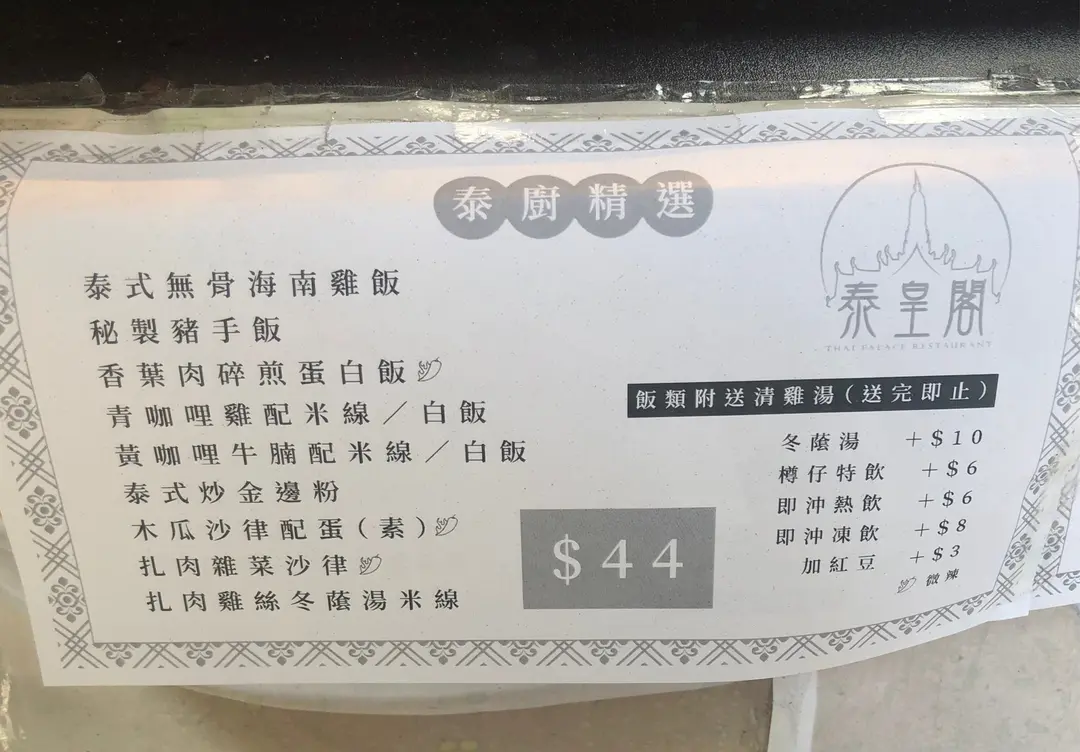 泰廚精選
泰皇閣
THAI PALACE RESTAURANT
泰式無骨海南雞飯
秘製豬手飯
香葉肉碎煎蛋白飯
青咖哩雞配米線／白飯
黃咖哩牛腩配米線／白飯
泰式炒金邊粉
木瓜沙律配蛋(素)
扎肉雜菜沙律
扎肉雞絲冬蔭湯米線
$44
飯類附送清雞湯(送完即止)
冬蔭湯 +$10
樽仔特飲 +$6
即沖熱飲 +$6
即沖凍飲 +$8
加紅豆 +$3
微辣